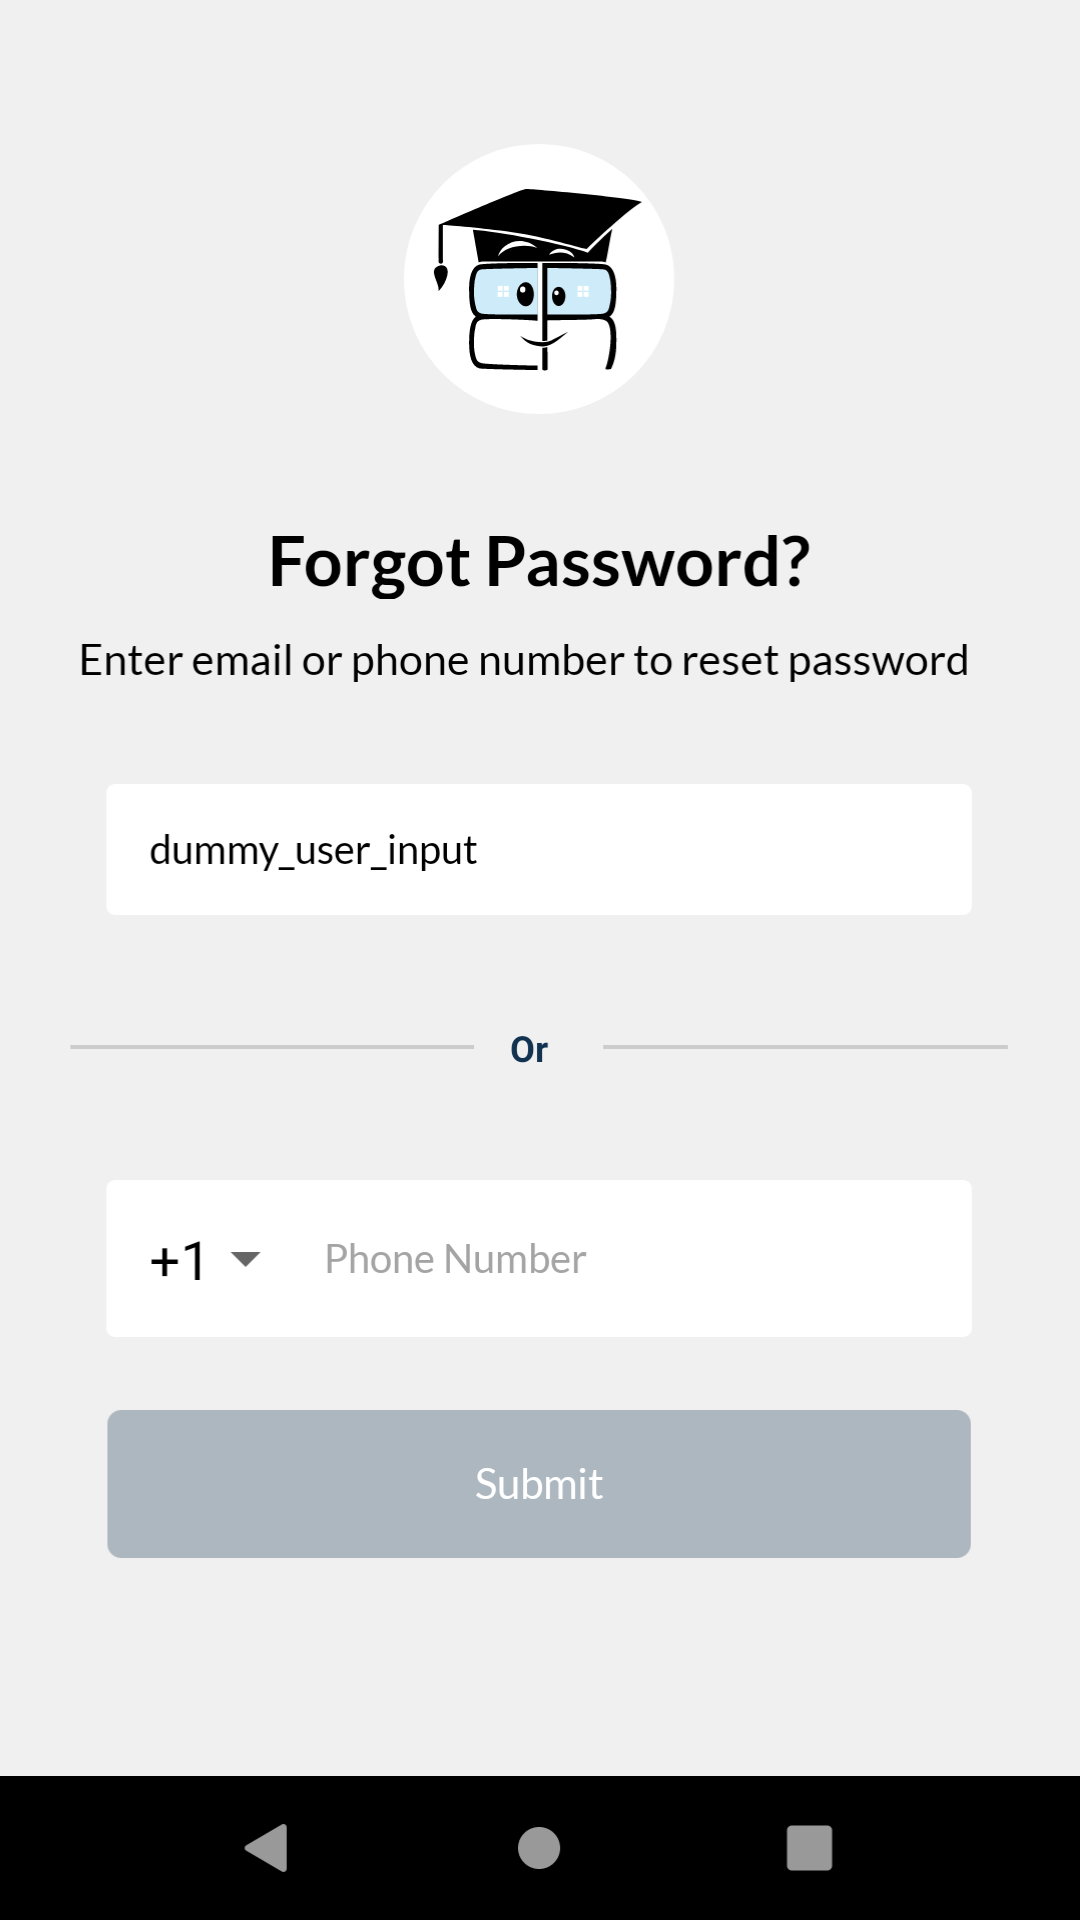 Forgot Password?
Enter email or phone number to reset password
dummy_user_input
Or
+1
Phone Number
Submit